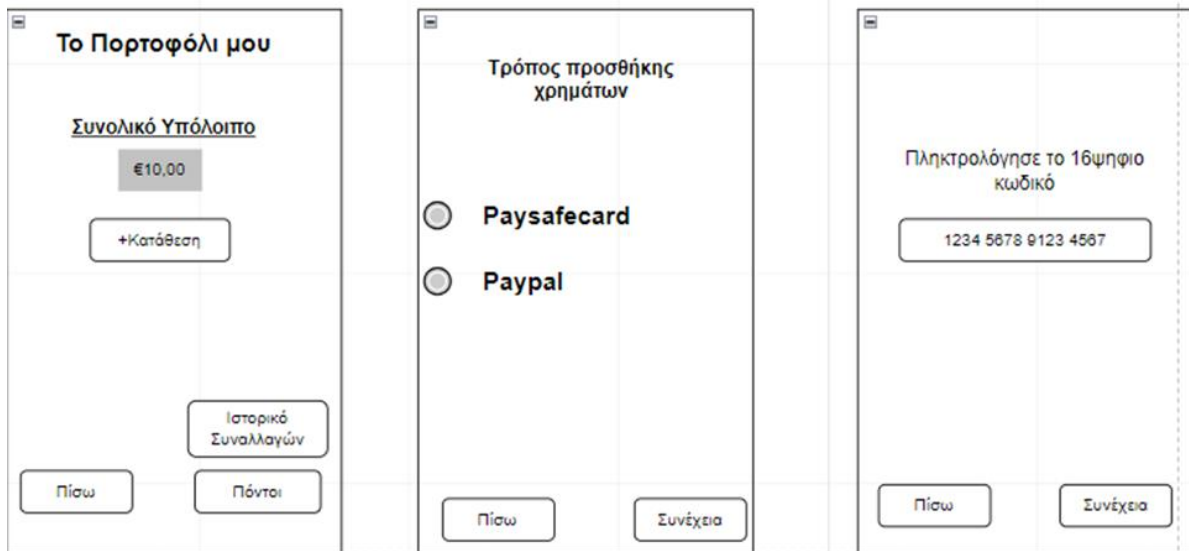 Το Πορτοφόλι μου
Συνολικό Υπόλοιπο
€10,00
+Κατάθεση
Ιστορικό
Συναλλαγών
Πίσω
Πόντοι
Τρόπος προσθήκης
χρημάτων
Paysafecard
Paypal
Πίσω
Συνέχεια
Πληκτρολόγησε το 16ψηφιο
κωδικό
1234 5678 9123 4567
Πίσω
Συνέχεια